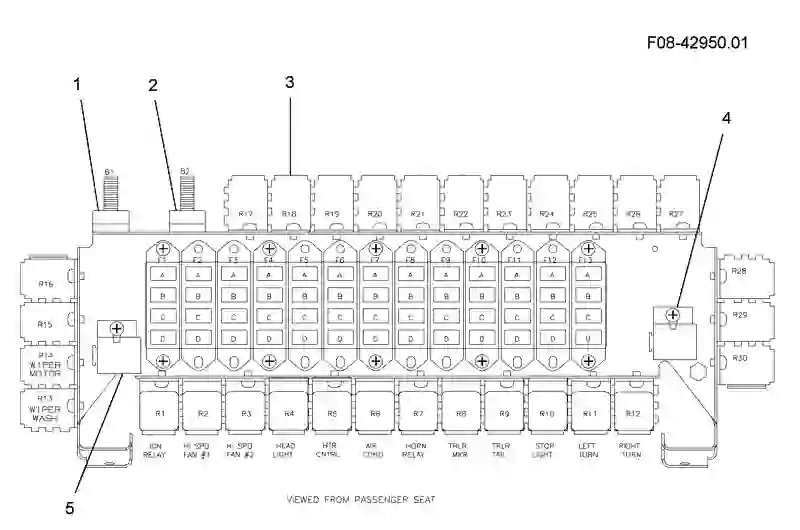 F08-42950.01
1 2 3 4
B1 B2
R17 R18 R19 R20 R21 R22 R23 R24 R25 R26 R27
F1 F2 F3 F4 F5 F6 F7 F8 F9 F10 F11 F12 F13
A A A A A A A A A A A A A
B B B B B B B B B B B B B
C C C C C C C C C C C C C
D D D D D D D D D D D D D
R16
R15
R14
WIPER
MOTOR
R13
WIPER
WASH
R28
R29
R30
R1 R2 R3 R4 R5 R6 R7 R8 R9 R10 R11 R12
IGN HI SPD HI SPD HEAD HTR AIR HORN TRLR TRLR STOP LEFT RIGHT
RELAY FAN #1 FAN #2 LIGHT CNTRL COND RELAY MKR TAIL LIGHT TURN TURN
5
VIEWED FROM PASSENGER SEAT